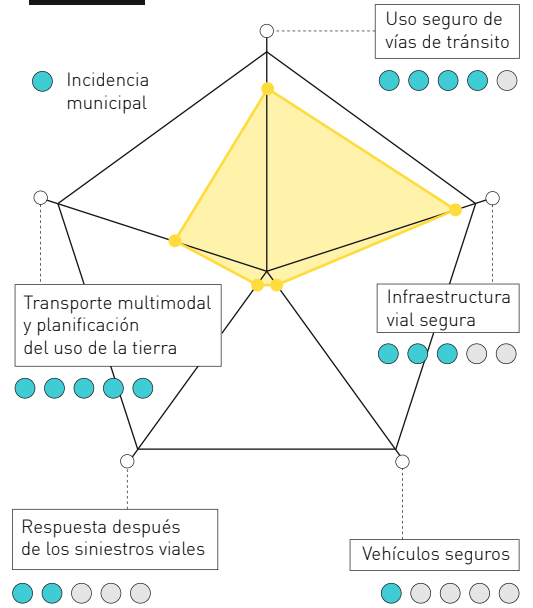 Uso seguro de
vías de tránsito
Incidencia
municipal
Transporte multimodal
y planificación
del uso de la tierra
Infraestructura
vial segura
Respuesta después
de los siniestros viales
Vehículos seguros